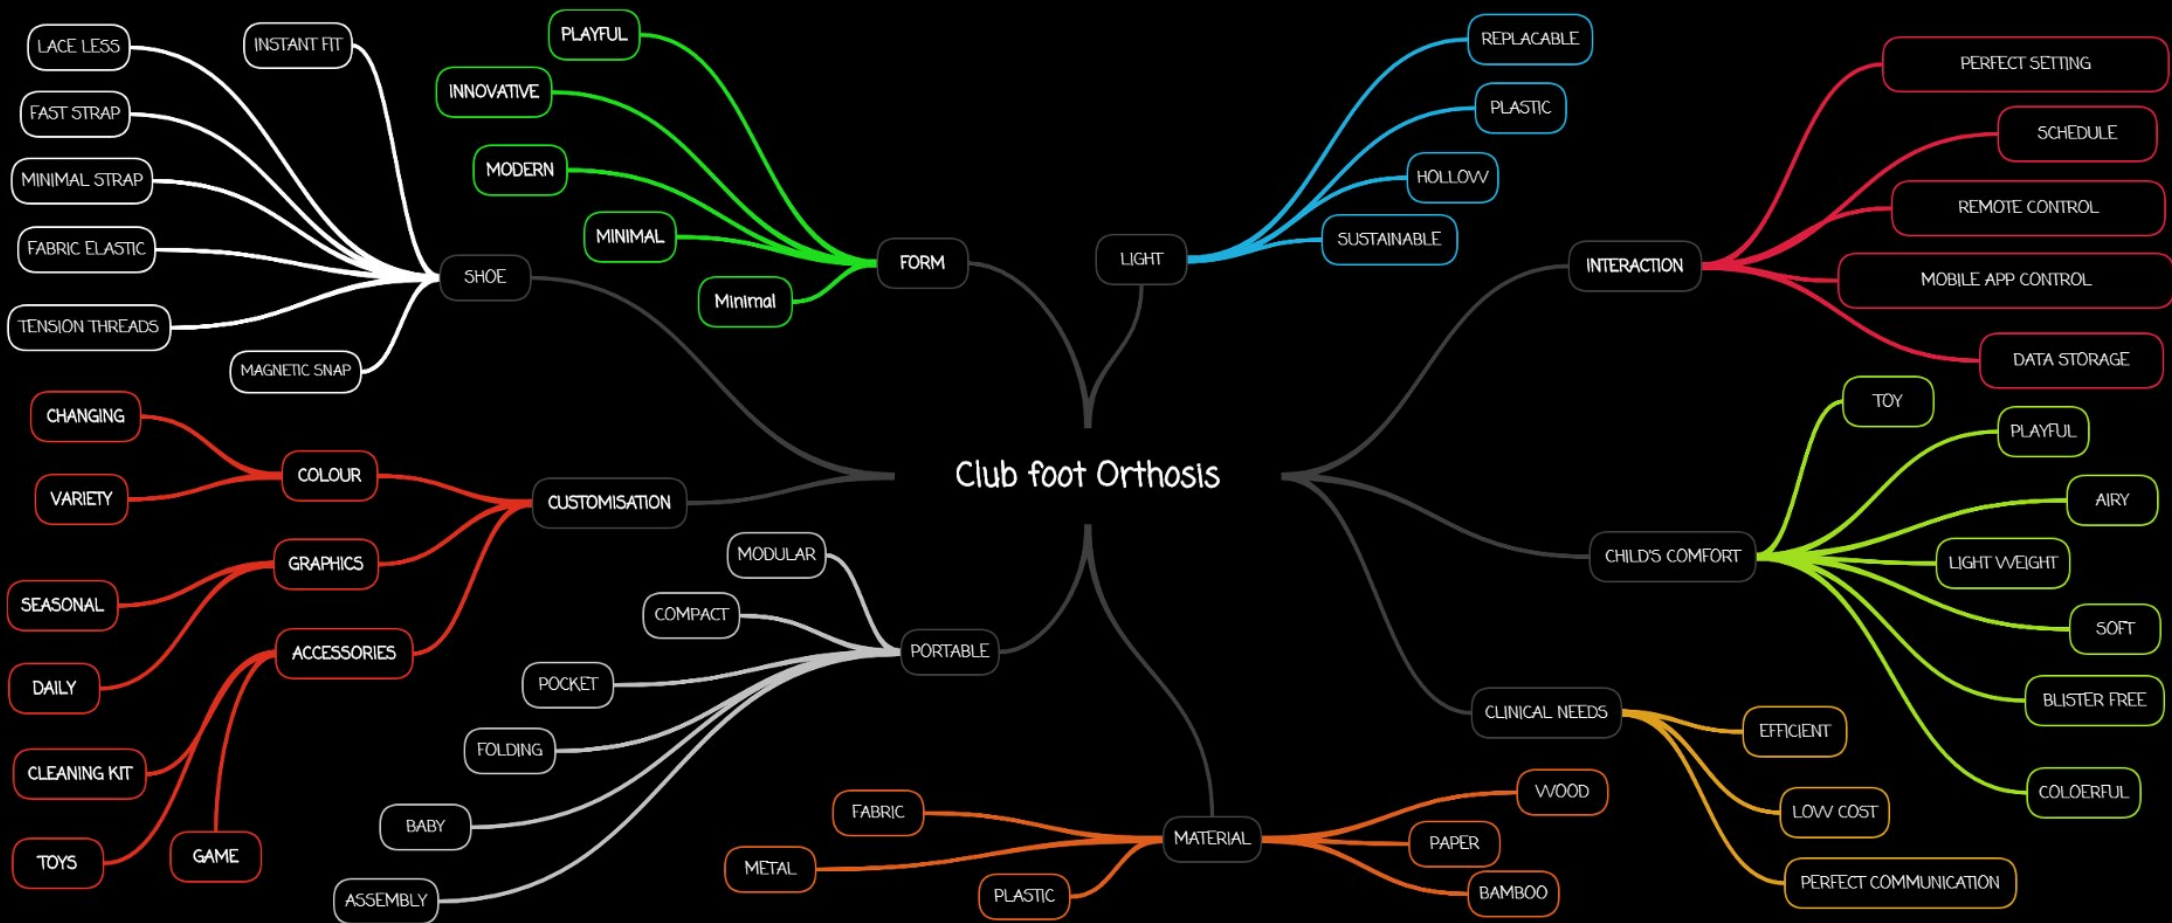 LACE LESS
FAST STRAP
MINIMAL STRAP
FABRIC ELASTIC
TENSION THREADS
INSTANT FIT
MAGNETIC SNAP
SHOE
PLAYFUL
INNOVATIVE
MODERN
MINIMAL
Minimal
FORM
LIGHT
REPLACABLE
PLASTIC
HOLLOW
SUSTAINABLE
INTERACTION
PERFECT SETTING
SCHEDULE
REMOTE CONTROL
MOBILE APP CONTROL
DATA STORAGE
Club foot Orthosis
CHANGING
VARIETY
COLOUR
CUSTOMISATION
GRAPHICS
SEASONAL
DAILY
ACCESSORIES
CLEANING KIT
TOYS
GAME
MODULAR
COMPACT
POCKET
FOLDING
BABY
ASSEMBLY
PORTABLE
FABRIC
METAL
PLASTIC
MATERIAL
WOOD
PAPER
BAMBOO
CHILD'S COMFORT
TOY
PLAYFUL
AIRY
LIGHT WEIGHT
SOFT
BLISTER FREE
COLOERFUL
CLINICAL NEEDS
EFFICIENT
LOW COST
PERFECT COMMUNICATION